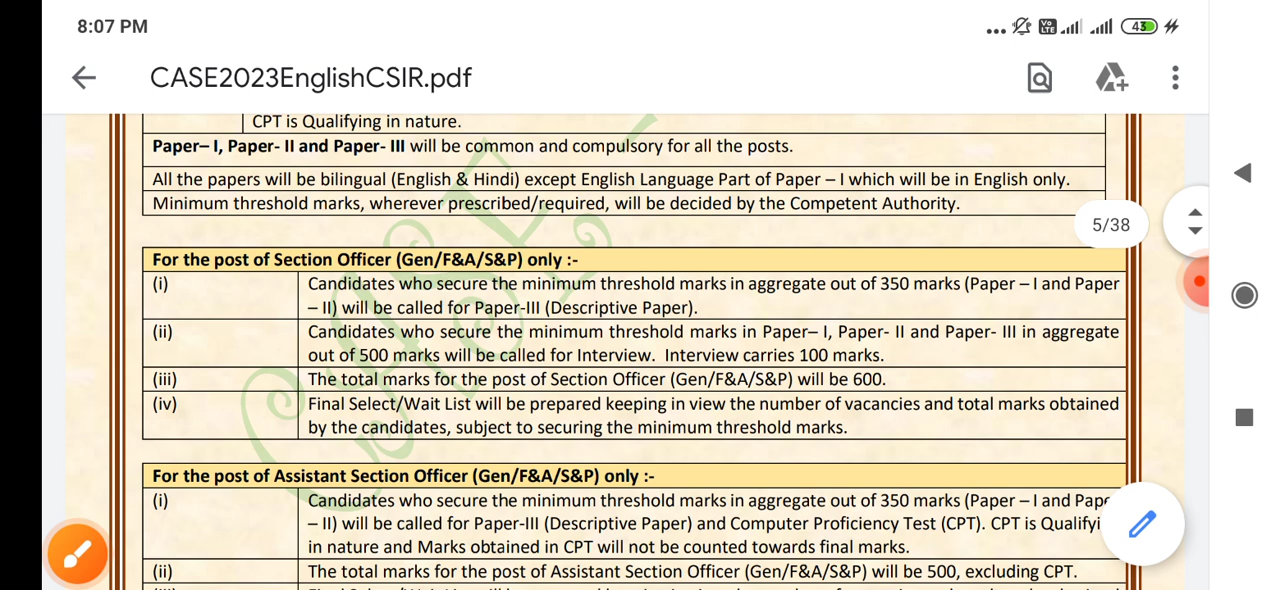 8:07 PM
Vo LTE
43
CASE2023EnglishCSIR.pdf
CPT is Qualifying in nature.
Paper– I, Paper- II and Paper- III will be common and compulsory for all the posts.
All the papers will be bilingual (English & Hindi) except English Language Part of Paper – I which will be in English only.
Minimum threshold marks, wherever prescribed/required, will be decided by the Competent Authority.
5/38
For the post of Section Officer (Gen/F&A/S&P) only :-
(i) Candidates who secure the minimum threshold marks in aggregate out of 350 marks (Paper – I and Paper
– II) will be called for Paper-III (Descriptive Paper).
(ii) Candidates who secure the minimum threshold marks in Paper– I, Paper- II and Paper- III in aggregate
out of 500 marks will be called for Interview. Interview carries 100 marks.
(iii) The total marks for the post of Section Officer (Gen/F&A/S&P) will be 600.
(iv) Final Select/Wait List will be prepared keeping in view the number of vacancies and total marks obtained
by the candidates, subject to securing the minimum threshold marks.
For the post of Assistant Section Officer (Gen/F&A/S&P) only :-
(i) Candidates who secure the minimum threshold marks in aggregate out of 350 marks (Paper – I and Pap
– II) will be called for Paper-III (Descriptive Paper) and Computer Proficiency Test (CPT). CPT is Qualifyi
in nature and Marks obtained in CPT will not be counted towards final marks.
(ii) The total marks for the post of Assistant Section Officer (Gen/F&A/S&P) will be 500, excluding CPT.